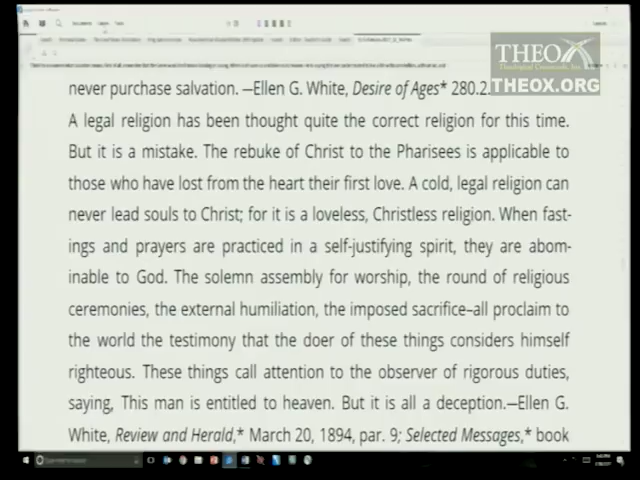 THEOX
THEOX.ORG
never purchase salvation. —Ellen G. White, Desire of Ages* 280.2.
A legal religion has been thought quite the correct religion for this time.
But it is a mistake. The rebuke of Christ to the Pharisees is applicable to
those who have lost from the heart their first love. A cold, legal religion can
never lead souls to Christ; for it is a loveless, Christless religion. When fast-
ings and prayers are practiced in a self-justifying spirit, they are abom-
inable to God. The solemn assembly for worship, the round of religious
ceremonies, the external humiliation, the imposed sacrifice–all proclaim to
the world the testimony that the doer of these things considers himself
righteous. These things call attention to the observer of rigorous duties,
saying, This man is entitled to heaven. But it is all a deception.—Ellen G.
White, Review and Herald,* March 20, 1894, par. 9; Selected Messages,* book